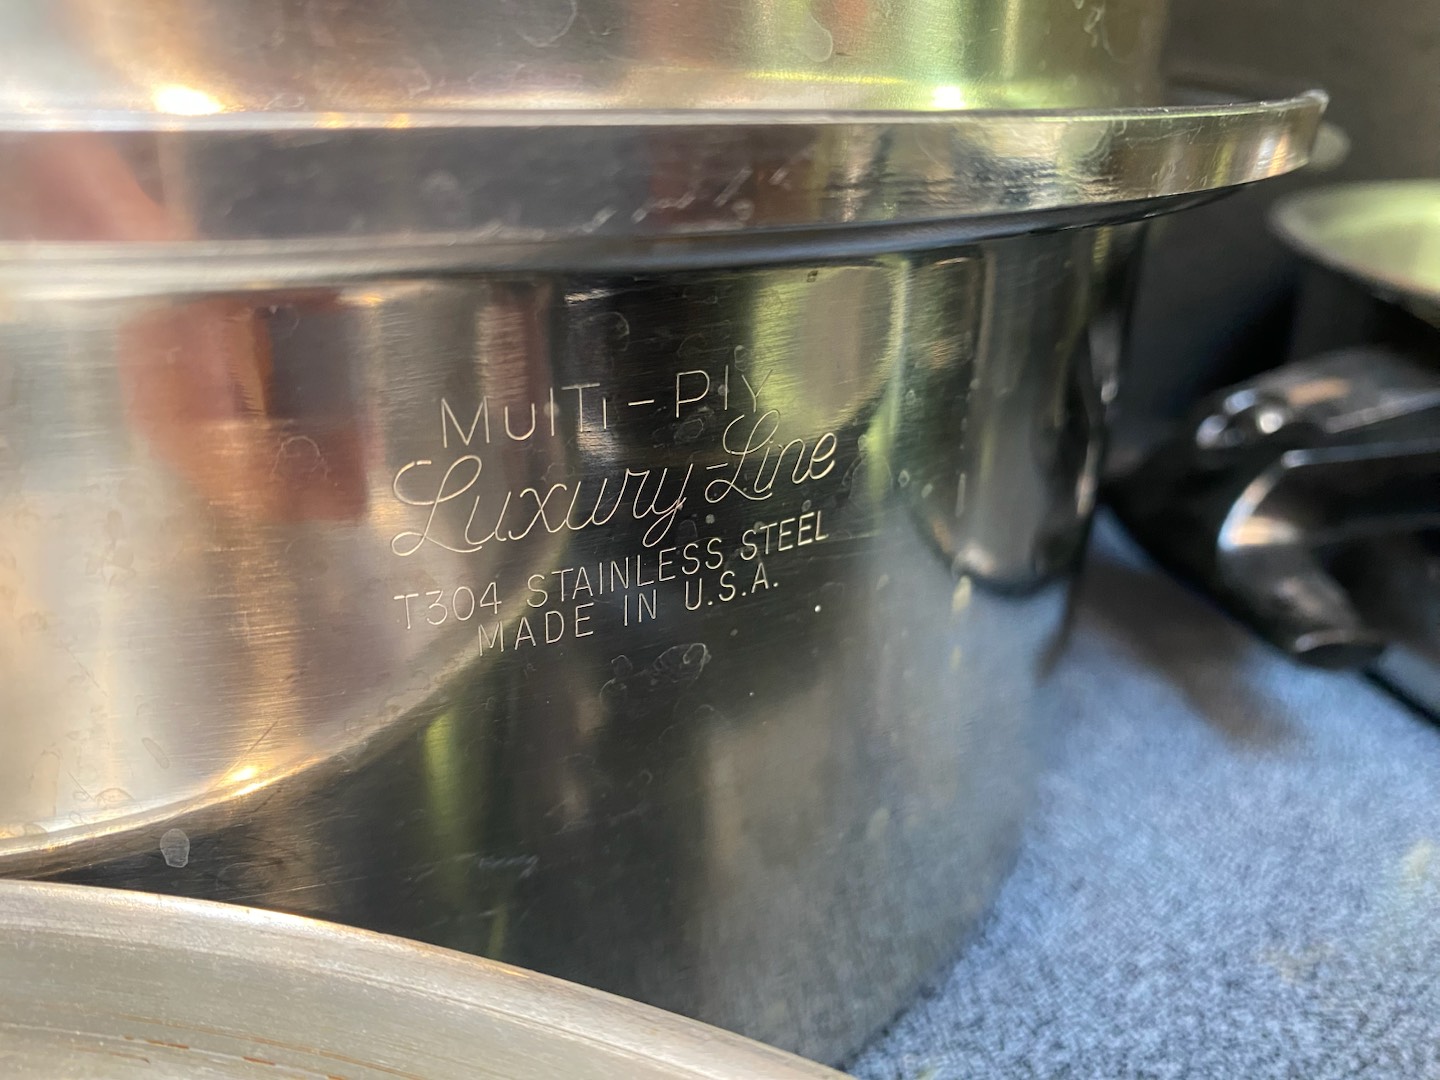 MulTi-PlY
Luxury-Line
T304 STAINLESS STEEL
MADE IN U.S.A.